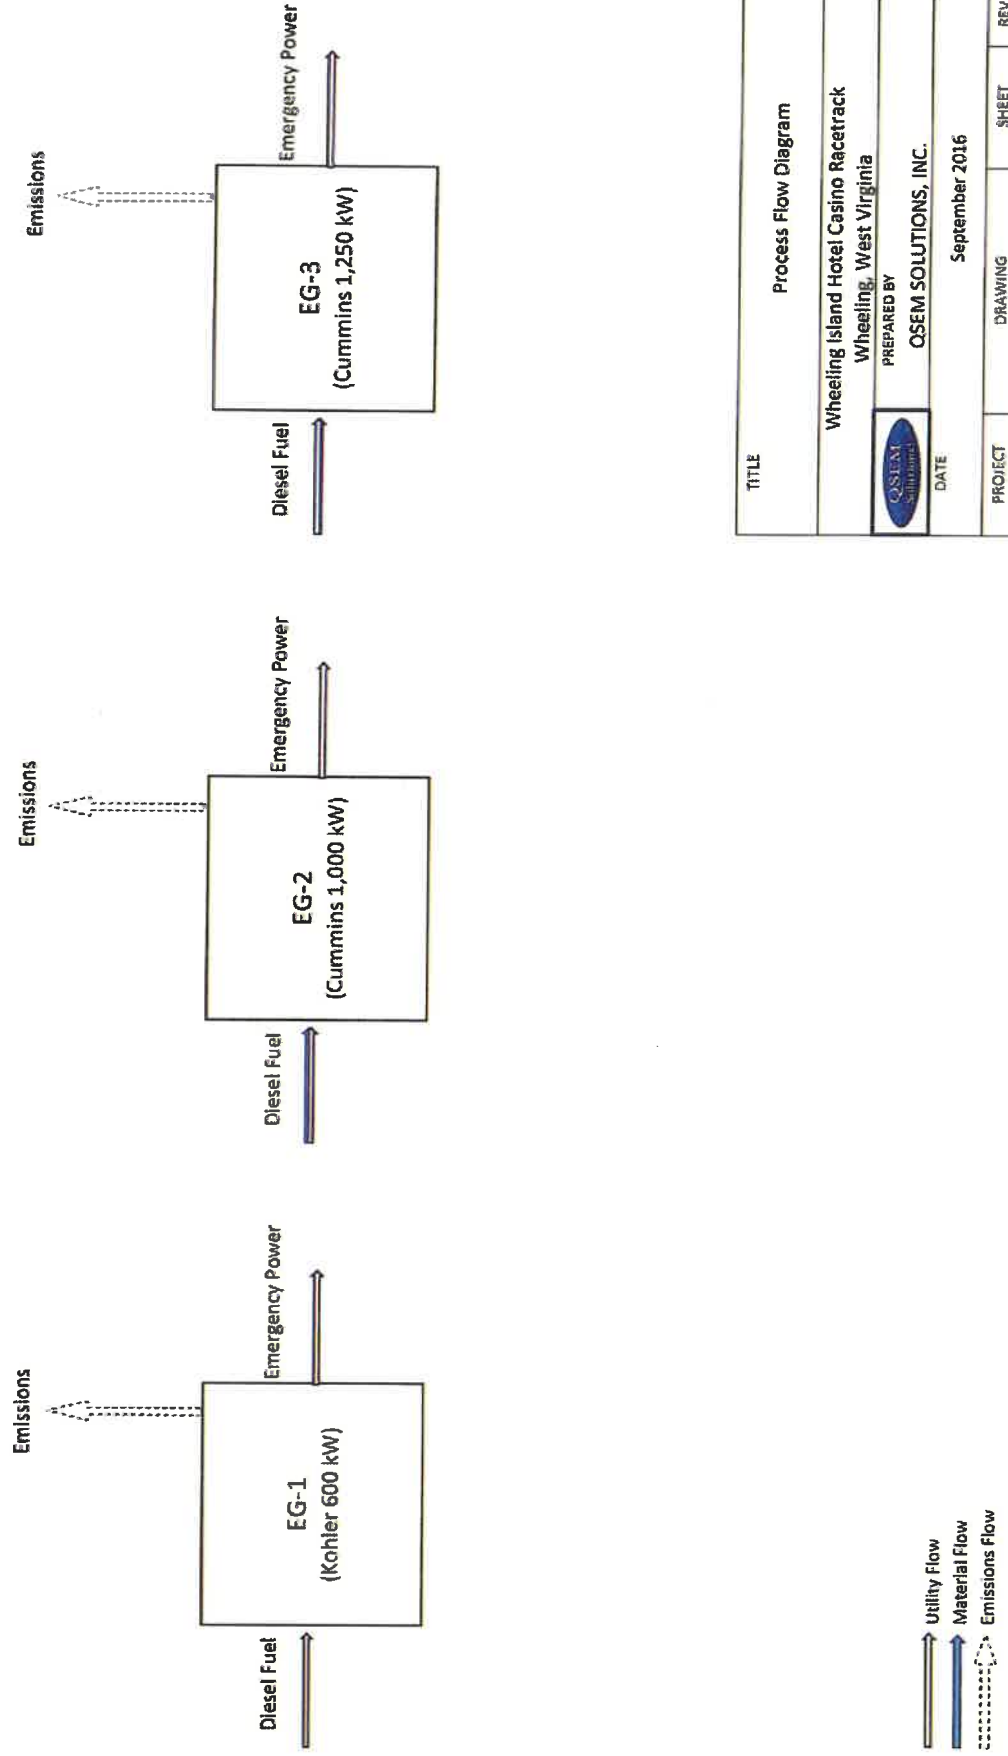 Emissions
Diesel Fuel
EG-1
(Kohler 600 kW)
Emergency Power
Emissions
Diesel Fuel
EG-2
(Cummins 1,000 kW)
Emergency Power
Emissions
Diesel Fuel
EG-3
(Cummins 1,250 kW)
Emergency Power
Utility Flow
Material Flow
Emissions Flow
TITLE
Process Flow Diagram
Wheeling Island Hotel Casino Racetrack
Wheeling, West Virginia
QSEM
Solutions
PREPARED BY
QSEM SOLUTIONS, INC.
DATE
September 2016
PROJECT DRAWING SHEET REV